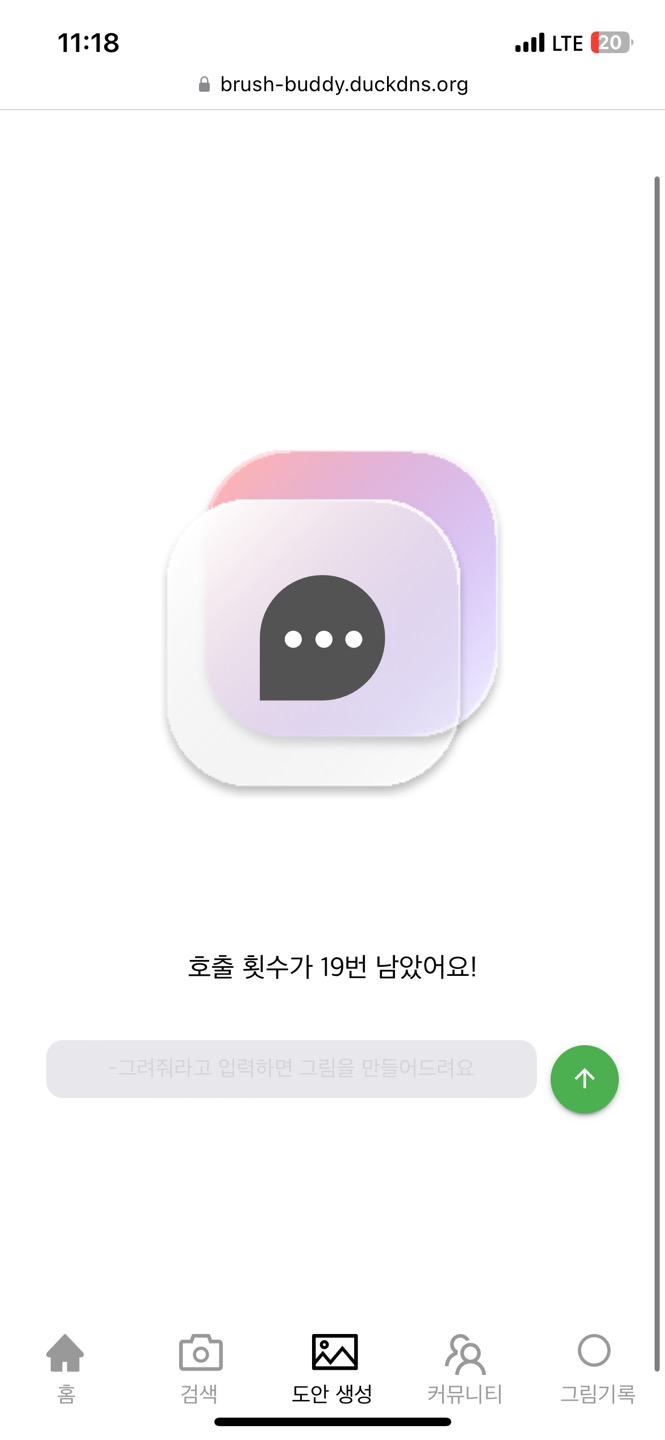 11:18
LTE
20
brush-buddy.duckdns.org
호출 횟수가 19번 남았어요!
-그려줘라고 입력하면 그림을 만들어드려요
홈
검색
도안 생성
커뮤니티
그림기록